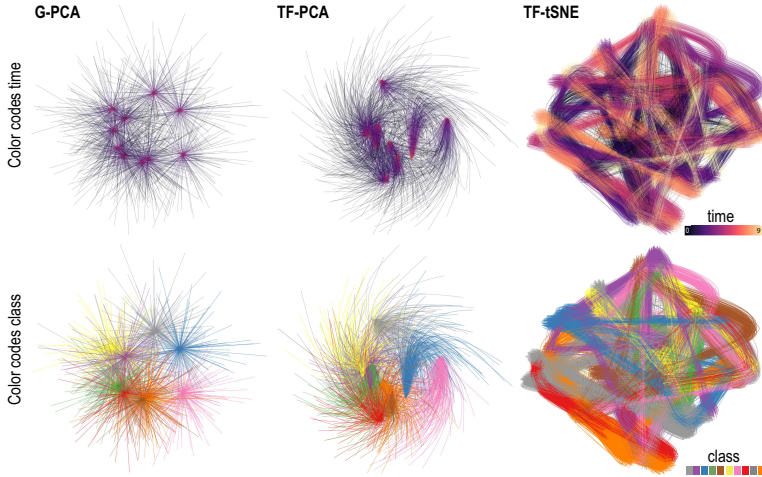 G-PCA TF-PCA TF-tSNE
Color codes time
time
0 9
Color codes class
class